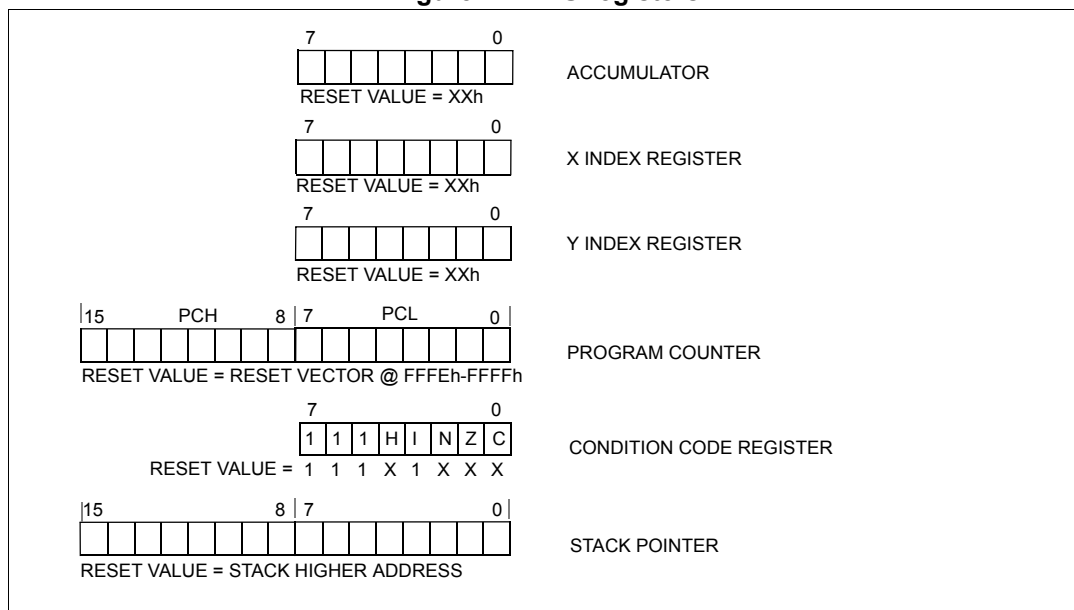 7 0
ACCUMULATOR
RESET VALUE = XXh
7 0
X INDEX REGISTER
RESET VALUE = XXh
7 0
Y INDEX REGISTER
RESET VALUE = XXh
15 PCH 8 7 PCL 0
PROGRAM COUNTER
RESET VALUE = RESET VECTOR @ FFFEh-FFFFh
7 0
1 1 1 H I N Z C
CONDITION CODE REGISTER
RESET VALUE = 1 1 1 X 1 X X X
15 8 7 0
STACK POINTER
RESET VALUE = STACK HIGHER ADDRESS